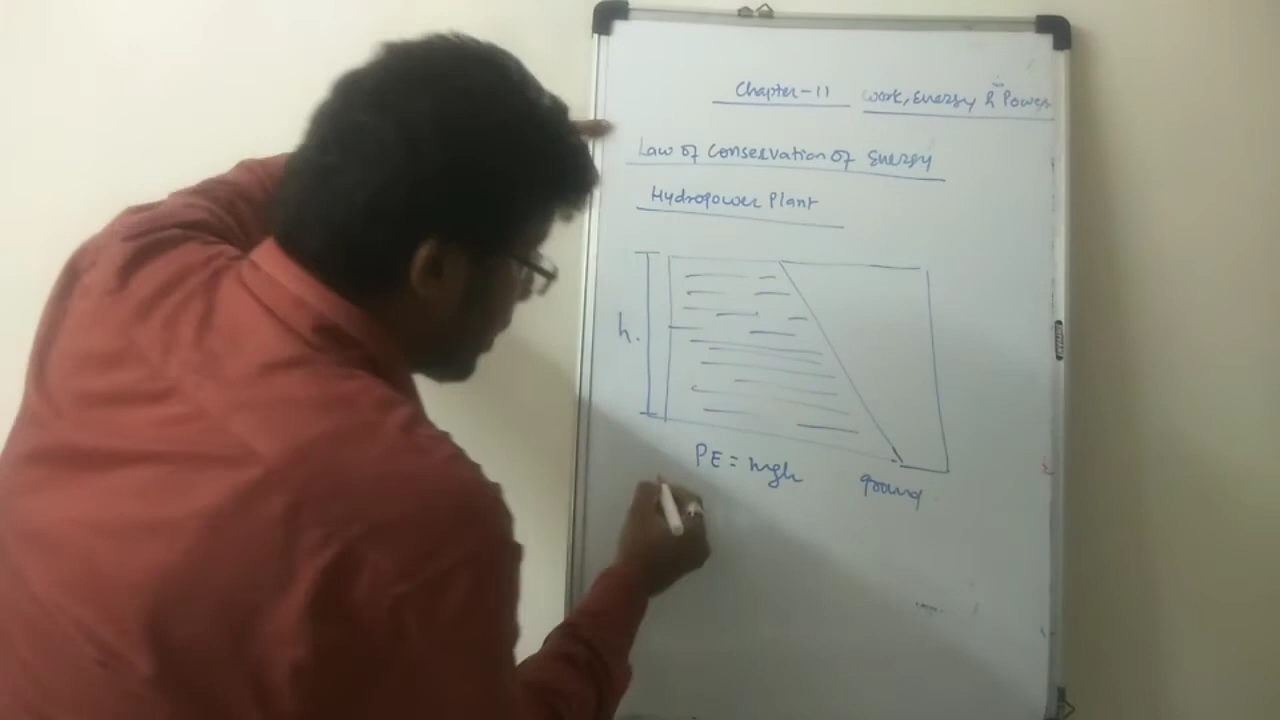 Chapter-11 Work, Energy & Power
Law of Conservation of Energy
Hydropower Plant
h.
PE = mgh
ground